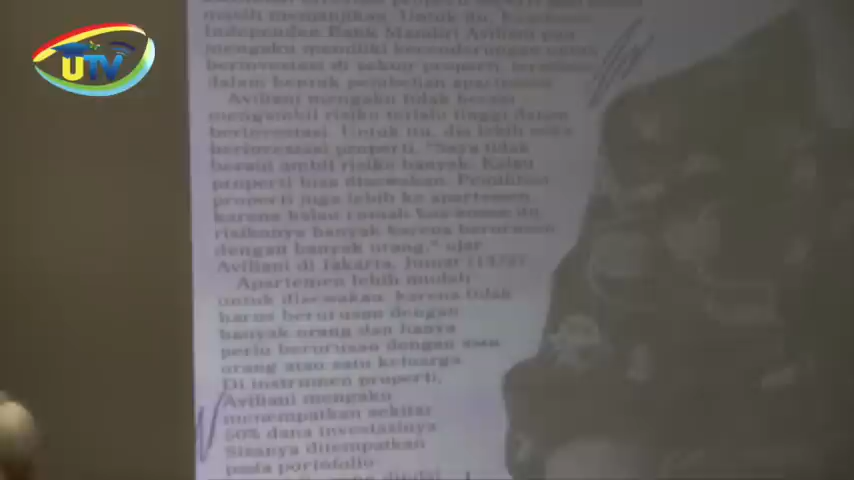 UTV
masih menjanjikan. Untuk itu,
Independen Bank Mandiri Aviliani pun
mengaku memiliki kecenderungan
berinvestasi di sektor properti,
dalam bentuk pembelian apartemen.
Aviliani mengaku tidak berani
mengambil risiko terlalu tinggi dalam
berinvestasi. Untuk itu, dia lebih suka
berinvestasi properti. "Saya tidak
berani ambil risiko banyak. Kalau
properti bisa disewakan. Pemilihan
properti juga lebih ke apartemen
karena kalau rumah kos-kosan itu
risikonya banyak karena berurusan
dengan banyak orang," ujar
Aviliani di Jakarta, Jumat
Apartemen lebih mudah
untuk disewakan, karena tidak
harus berurusan dengan
banyak orang dan hanya
perlu berurusan dengan satu
orang atau satu keluarga.
Di instrumen properti,
Aviliani mengaku
menempatkan sekitar
50% dana investasinya
Sisanya ditempatkan
pada portofolio